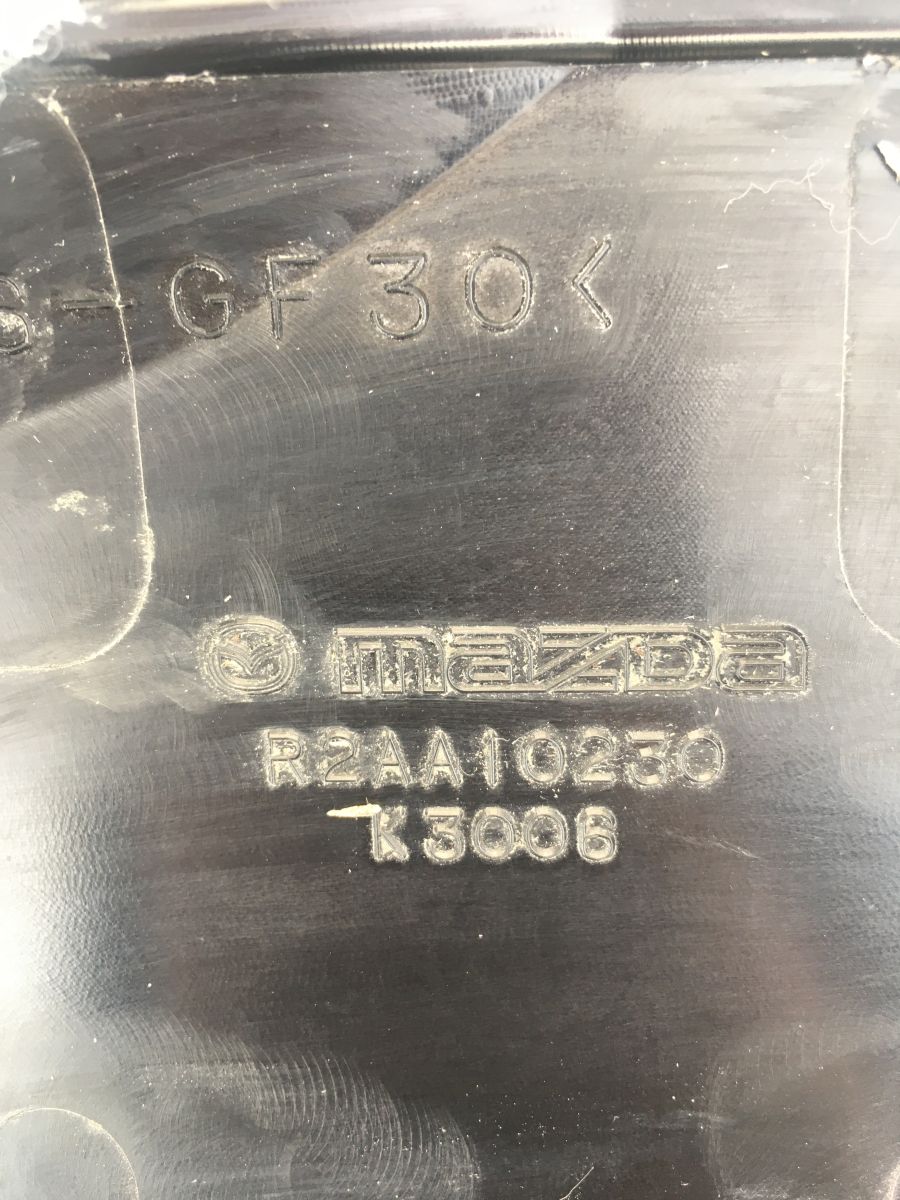 S-GF30<
mazda
R2AA10230
K3006